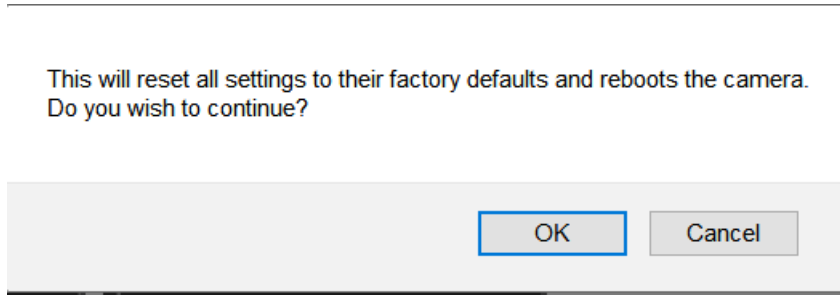 This will reset all settings to their factory defaults and reboots the camera.
Do you wish to continue?
OK
Cancel